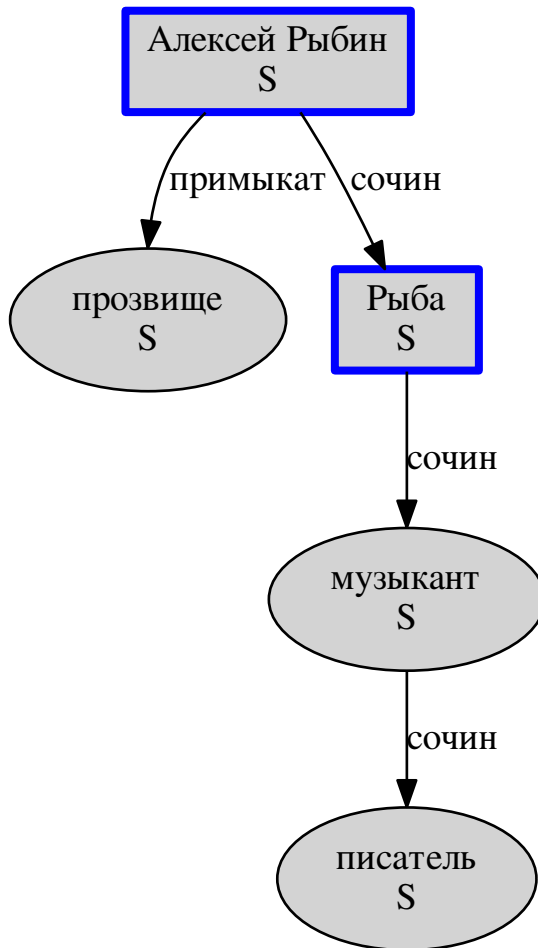 Алексей Рыбин
S
примыкат сочин
прозвище
S
Рыба
S
сочин
музыкант
S
сочин
писатель
S